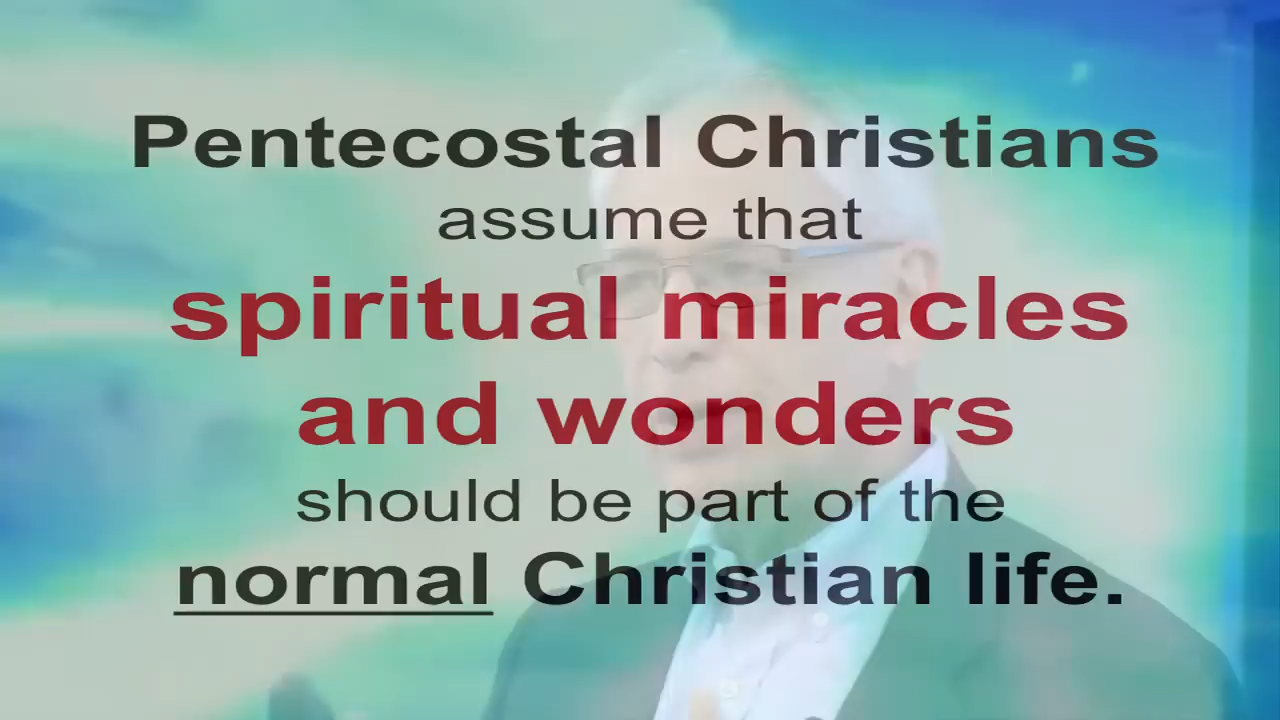 Pentecostal Christians
assume that
spiritual miracles
and wonders
should be part of the
normal Christian life.